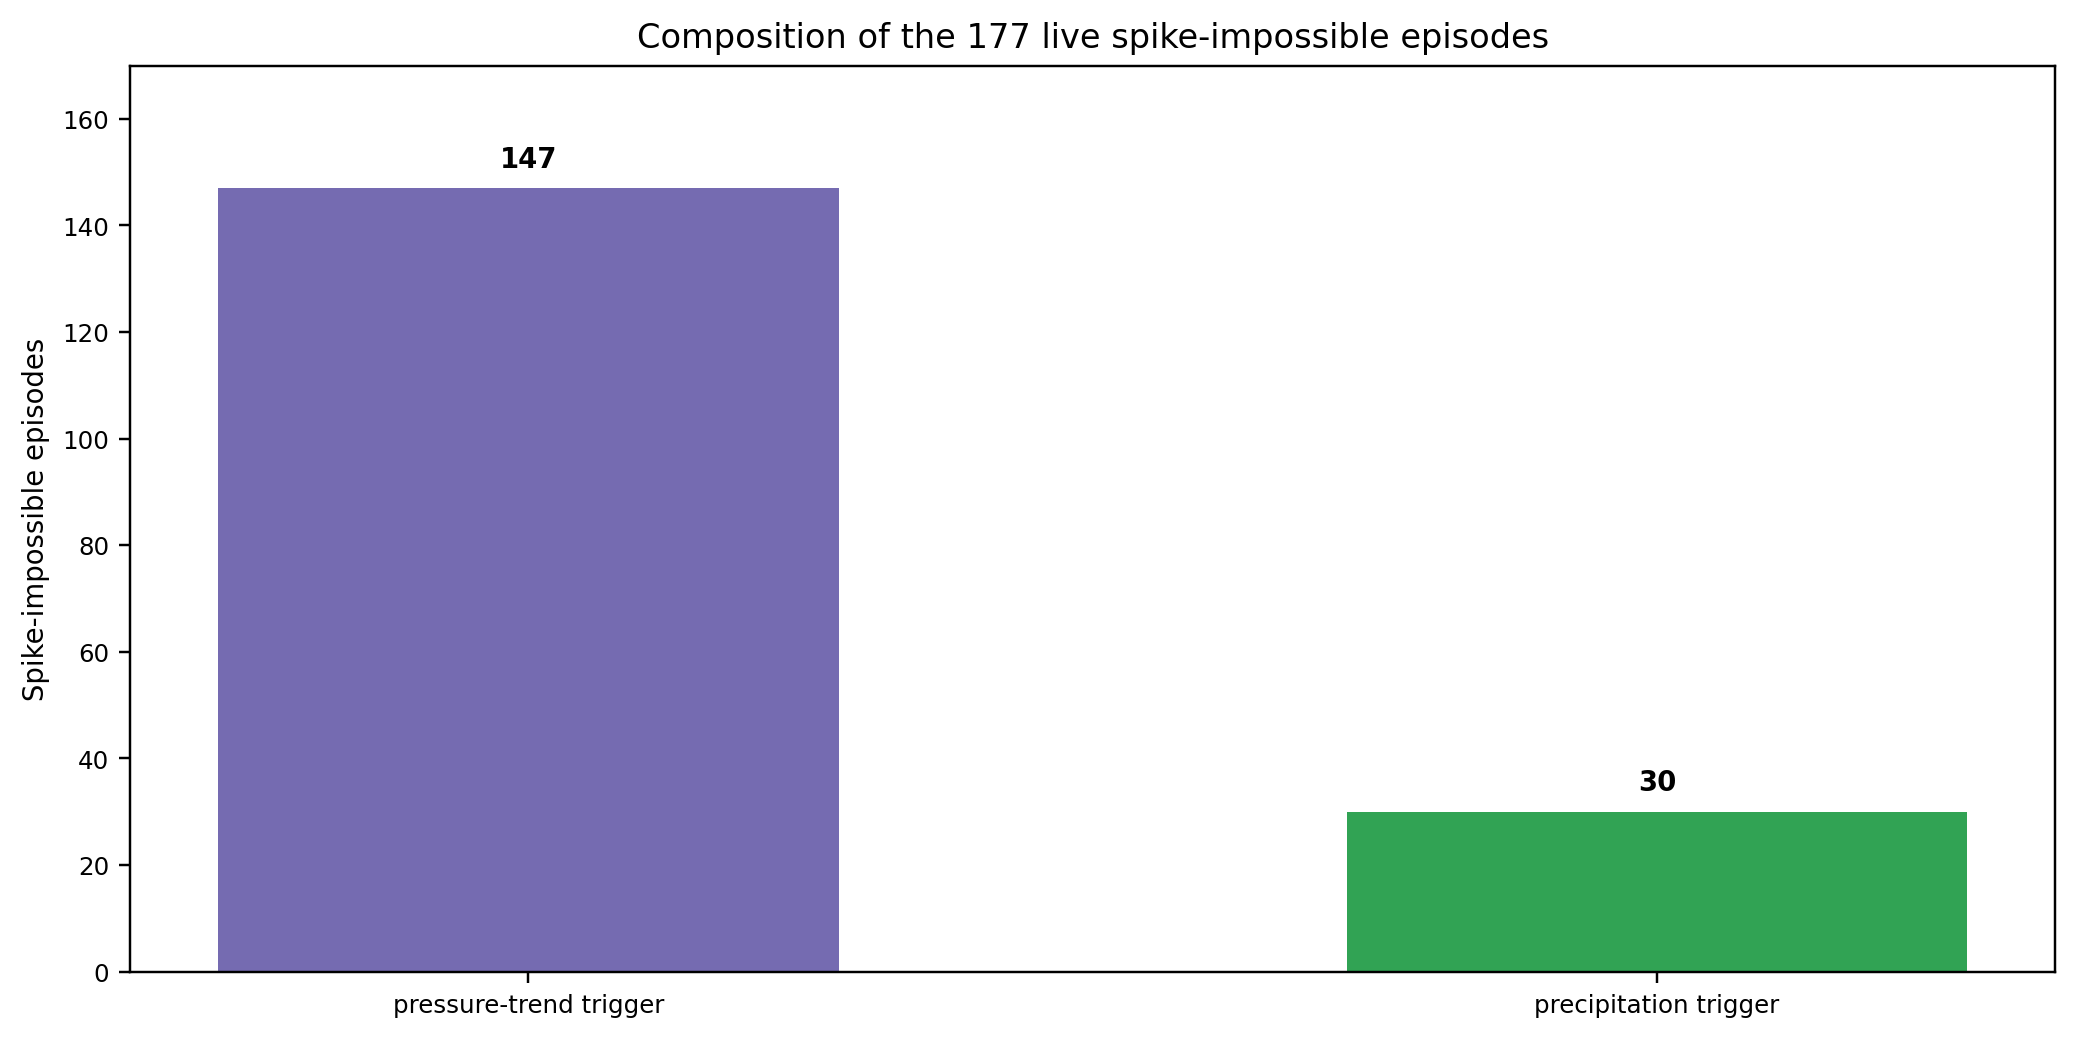 Composition of the 177 live spike-impossible episodes
Spike-impossible episodes
160
140
120
100
80
60
40
20
0
147
30
pressure-trend trigger
precipitation trigger